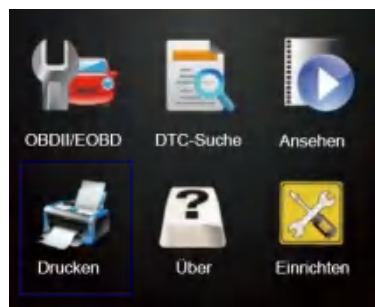 OBDII/EOBD DTC-Suche Ansehen
?
Drucken Über Einrichten